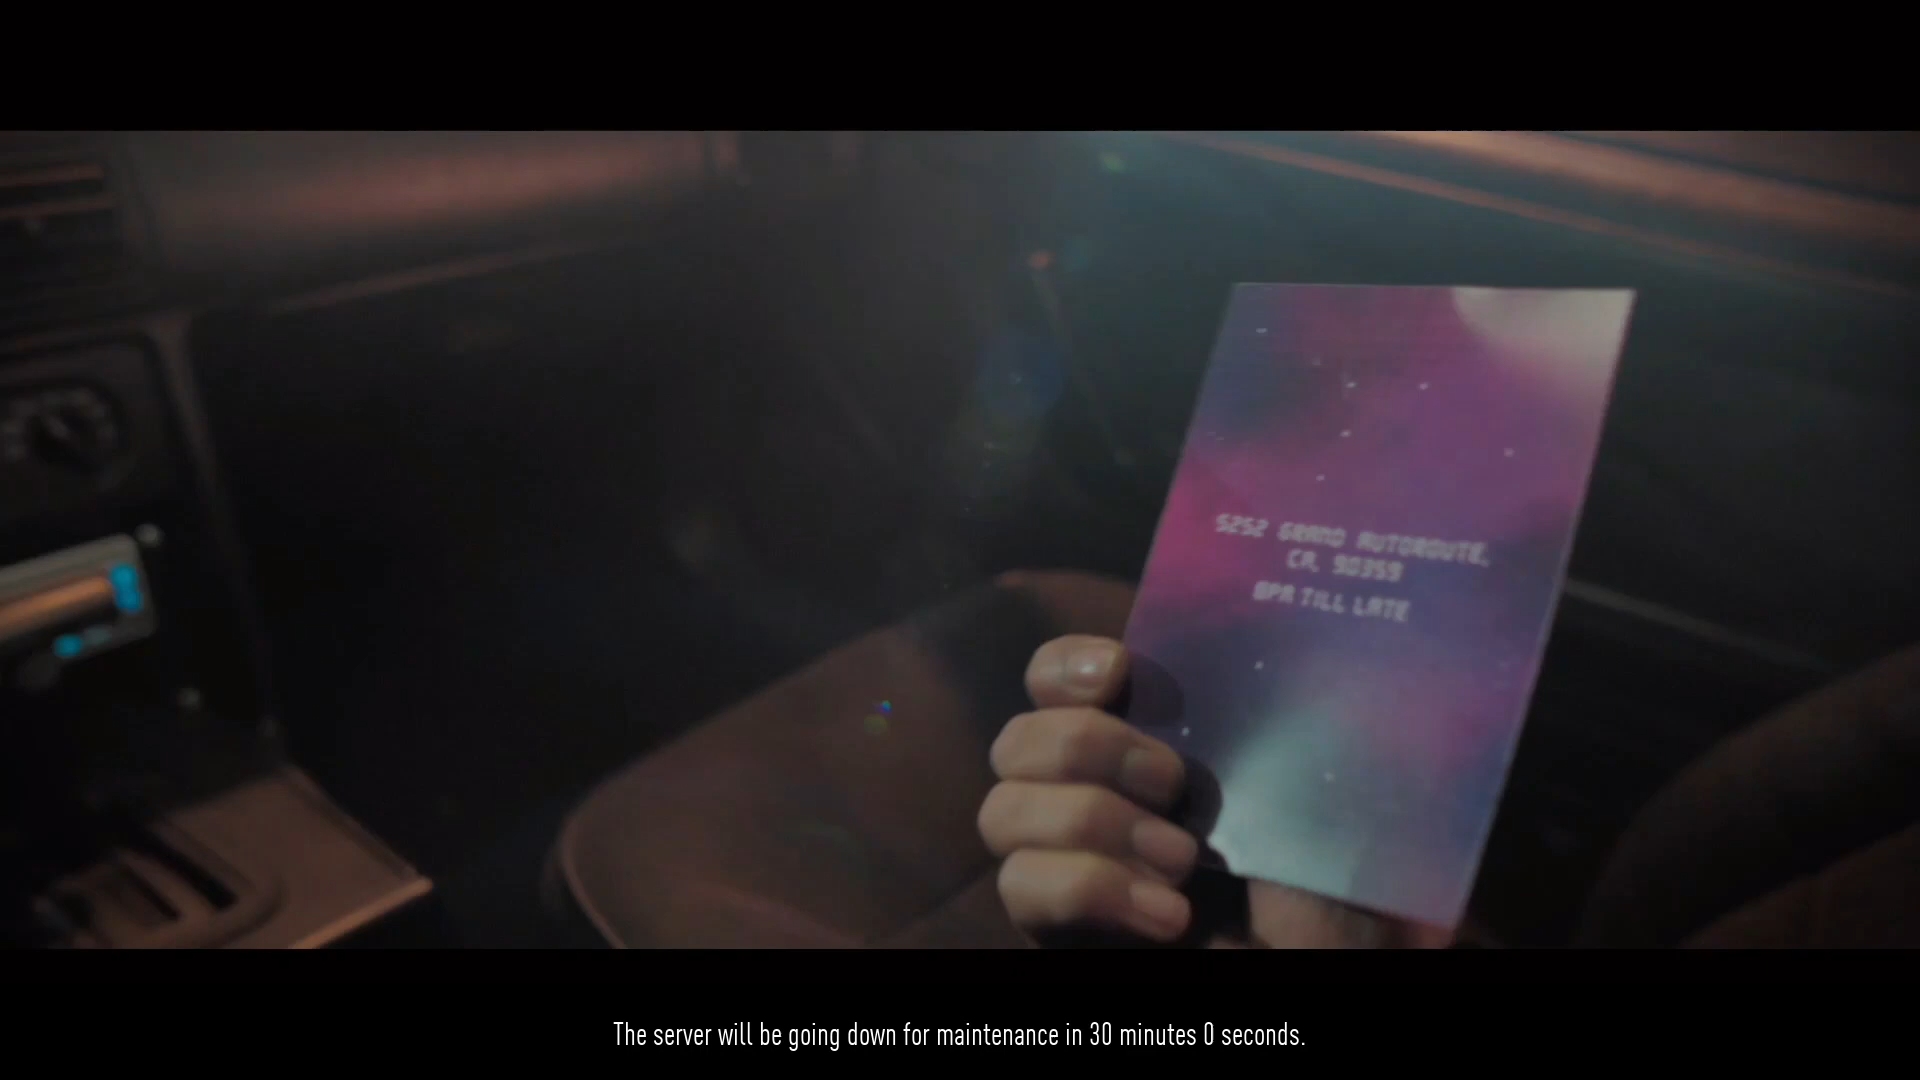 5252 GRAND AUTOROUTE,
CA, 90359
8PM TILL LATE
The server will be going down for maintenance in 30 minutes 0 seconds.